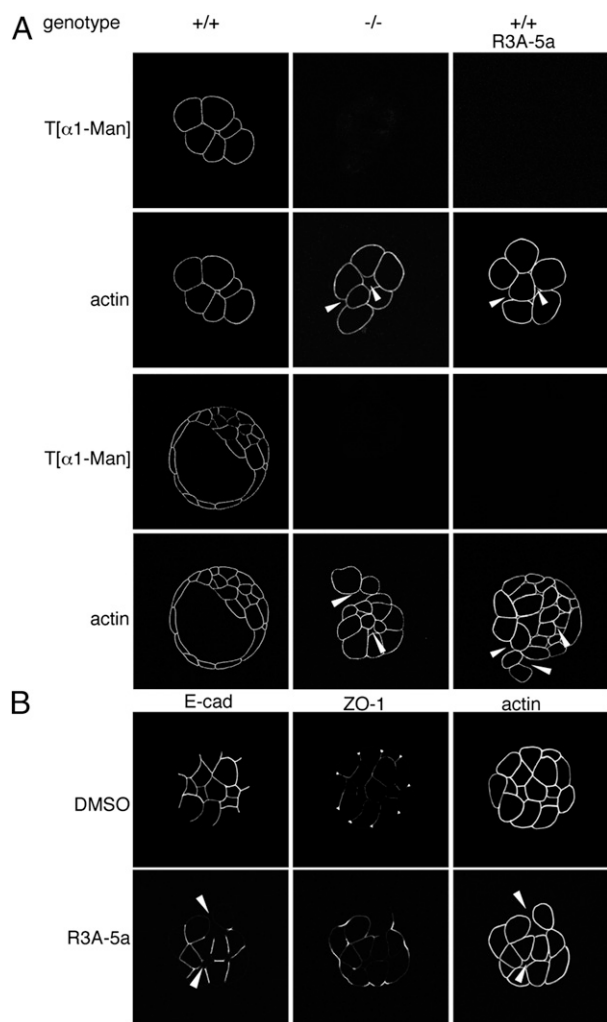 A genotype +/+ -/- +/+
R3A-5a
T[α1-Man]
actin
T[α1-Man]
actin
B E-cad ZO-1 actin
DMSO
R3A-5a